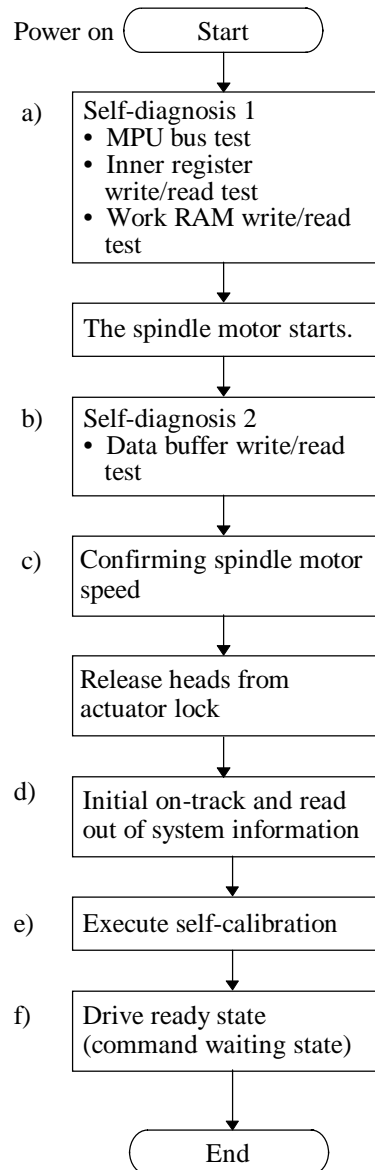 Power on Start
a) Self-diagnosis 1
• MPU bus test
• Inner register
write/read test
• Work RAM write/read
test
The spindle motor starts.
b) Self-diagnosis 2
• Data buffer write/read
test
c) Confirming spindle motor
speed
Release heads from
actuator lock
d) Initial on-track and read
out of system information
e) Execute self-calibration
f) Drive ready state
(command waiting state)
End